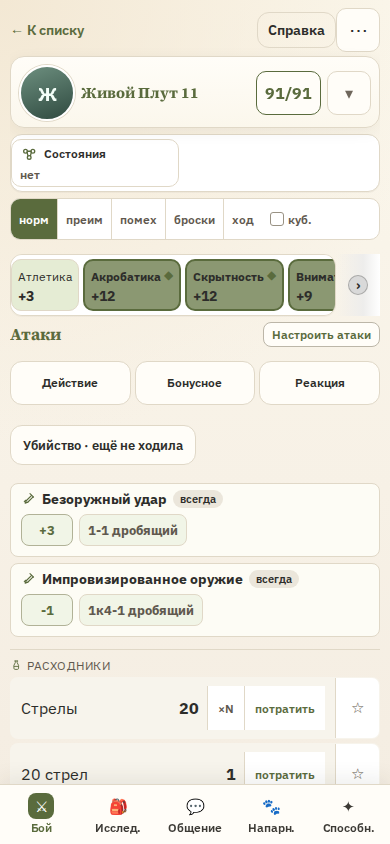 ← К списку
Справка
...
Ж
Живой Плут 11
91/91
▾
Состояния
нет
норм
преим
помех
броски
ход
куб.
Атлетика
+3
Акробатика ◆
+12
Скрытность ◆
+12
Внима
+9
›
Атаки
Настроить атаки
Действие
Бонусное
Реакция
Убийство · ещё не ходила
Безоружный удар
всегда
+3
1-1 дробящий
Импровизированное оружие
всегда
-1
1к4-1 дробящий
РАСХОДНИКИ
Стрелы
20
×N
потратить
☆
20 стрел
1
потратить
☆
Бой
Исслед.
Общение
Напарн.
Способн.